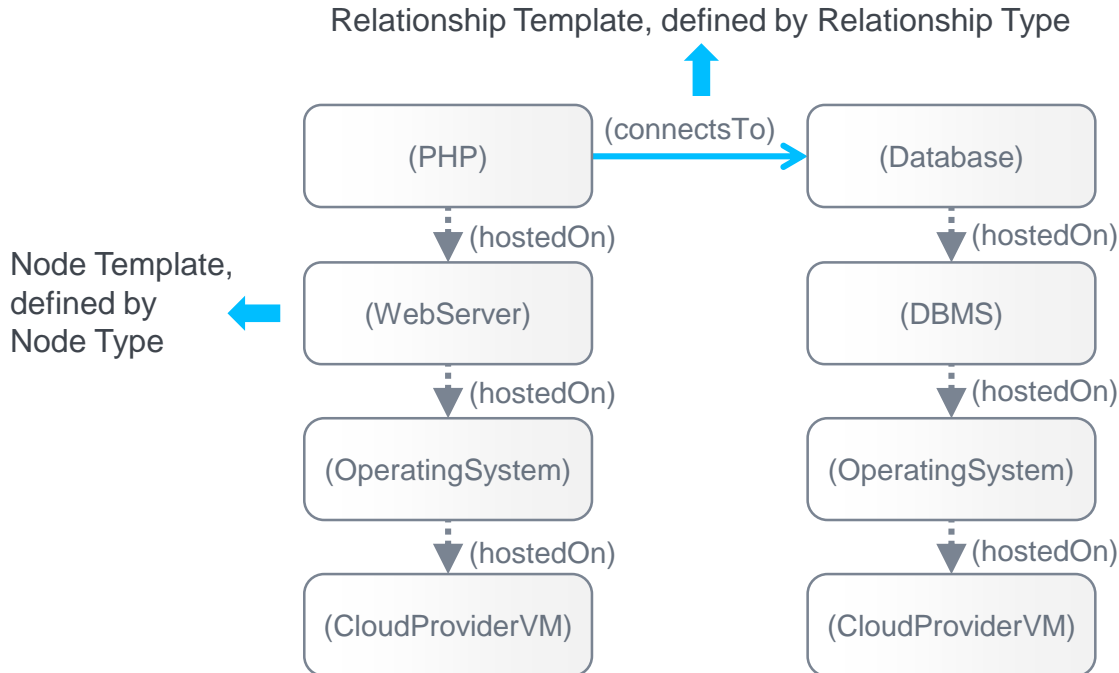 Relationship Template, defined by Relationship Type
(PHP)
(connectsTo)
(Database)
(hostedOn)
(hostedOn)
Node Template,
defined by
Node Type
(WebServer)
(DBMS)
(hostedOn)
(hostedOn)
(OperatingSystem)
(OperatingSystem)
(hostedOn)
(hostedOn)
(CloudProviderVM)
(CloudProviderVM)